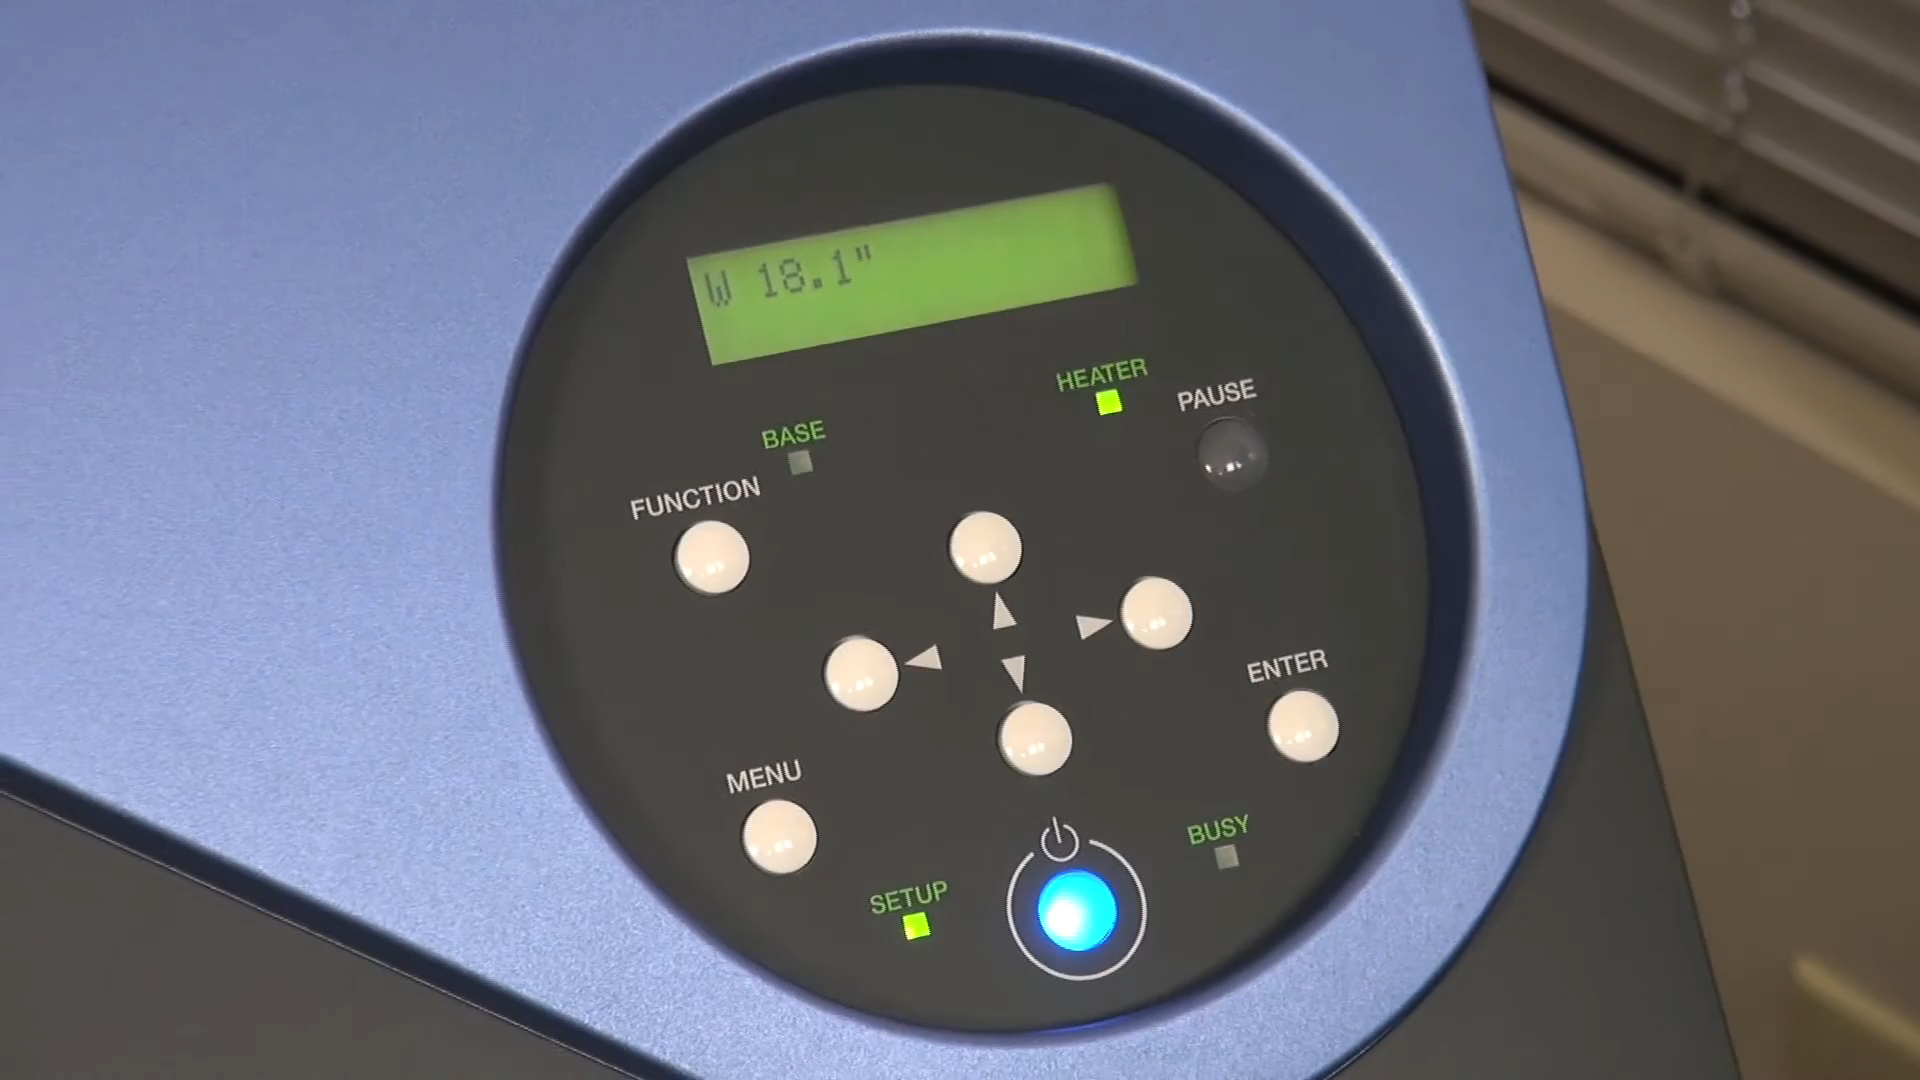 W 18.1"
HEATER
PAUSE
BASE
FUNCTION
ENTER
MENU
BUSY
SETUP